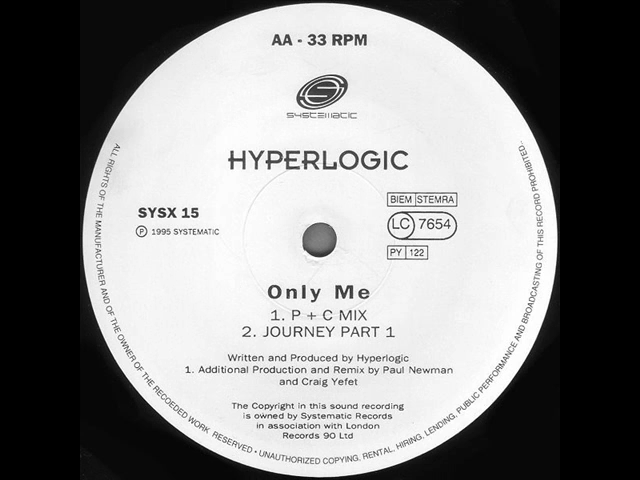 AA - 33 RPM
SYSTEMATIC
HYPERLOGIC
SYSX 15
Ⓟ 1995 SYSTEMATIC
BIEM STEMRA
LC 7654
PY 122
Only Me
1. P + C MIX
2. JOURNEY PART 1
Written and Produced by Hyperlogic
1. Additional Production and Remix by Paul Newman
and Craig Yefet
The Copyright in this sound recording
is owned by Systematic Records
in association with London
Records 90 Ltd
ALL RIGHTS OF THE MANUFACTURER AND OF THE OWNER OF THE RECOEDED WORK RESERVED • UNAUTHORIZED COPYING, RENTAL, HIRING, LENDING, PUBLIC PERFORMANCE AND BROADCASTING OF THIS RECORD PROHIBITED.